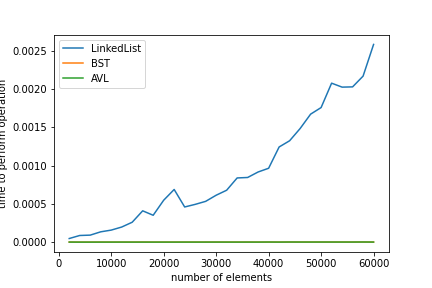 LinkedList
BST
AVL
0.0025
0.0020
0.0015
0.0010
0.0005
0.0000
time to perform operation
0 10000 20000 30000 40000 50000 60000
number of elements